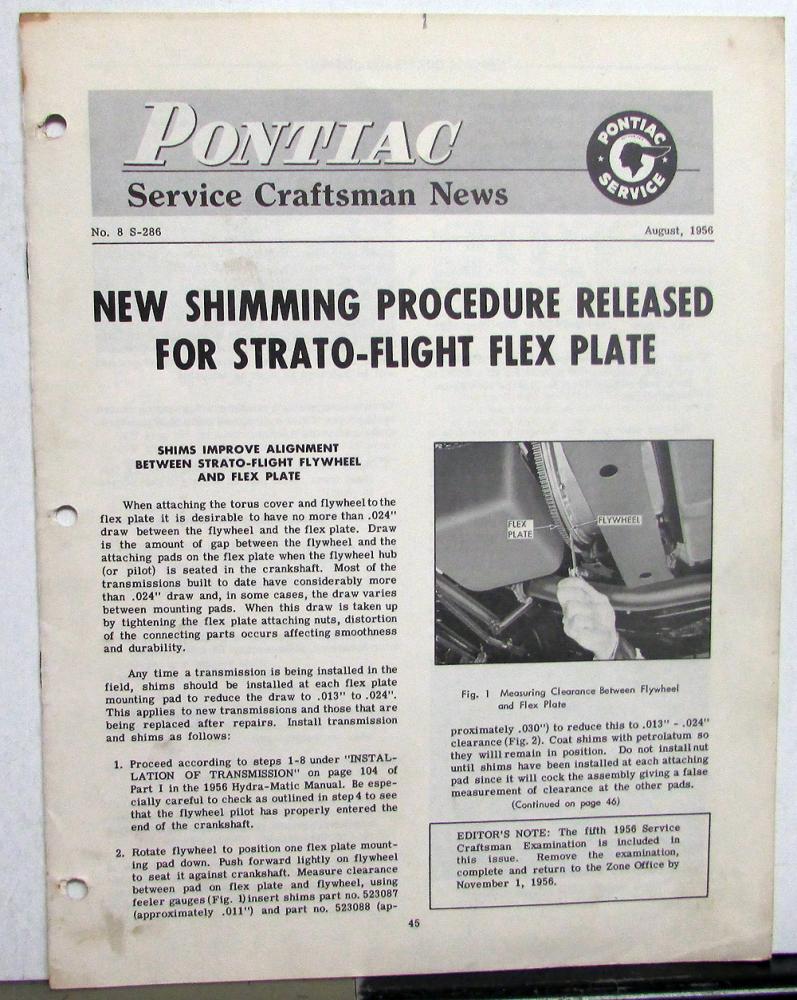 PONTIAC
Service Craftsman News
PONTIAC
SERVICE
No. 8 S-286
August, 1956
NEW SHIMMING PROCEDURE RELEASED
FOR STRATO-FLIGHT FLEX PLATE
SHIMS IMPROVE ALIGNMENT
BETWEEN STRATO-FLIGHT FLYWHEEL
AND FLEX PLATE
When attaching the torus cover and flywheel to the
flex plate it is desirable to have no more than .024"
draw between the flywheel and the flex plate. Draw
is the amount of gap between the flywheel and the
attaching pads on the flex plate when the flywheel hub
(or pilot) is seated in the crankshaft. Most of the
transmissions built to date have considerably more
than .024" draw and, in some cases, the draw varies
between mounting pads. When this draw is taken up
by tightening the flex plate attaching nuts, distortion
of the connecting parts occurs affecting smoothness
and durability.
Any time a transmission is being installed in the
field, shims should be installed at each flex plate
mounting pad to reduce the draw to .013" to .024".
This applies to new transmissions and those that are
being replaced after repairs. Install transmission
and shims as follows:
1. Proceed according to steps 1-8 under "INSTAL-
LATION OF TRANSMISSION" on page 104 of
Part I in the 1956 Hydra-Matic Manual. Be espe-
cially careful to check as outlined in step 4 to see
that the flywheel pilot has properly entered the
end of the crankshaft.
2. Rotate flywheel to position one flex plate mount-
ing pad down. Push forward lightly on flywheel
to seat it against crankshaft. Measure clearance
between pad on flex plate and flywheel, using
feeler gauges (Fig. 1) insert shims part no. 523087
(approximately .011") and part no. 523088 (ap-
FLEX
PLATE
FLYWHEEL
Fig. 1 Measuring Clearance Between Flywheel
and Flex Plate
proximately .030") to reduce this to .013" - .024"
clearance (Fig. 2). Coat shims with petrolatum so
they willl remain in position. Do not install nut
until shims have been installed at each attaching
pad since it will cock the assembly giving a false
measurement of clearance at the other pads.
(Continued on page 46)
EDITOR'S NOTE: The fifth 1956 Service
Craftsman Examination is included in
this issue. Remove the examination,
complete and return to the Zone Office by
November 1, 1956.
45